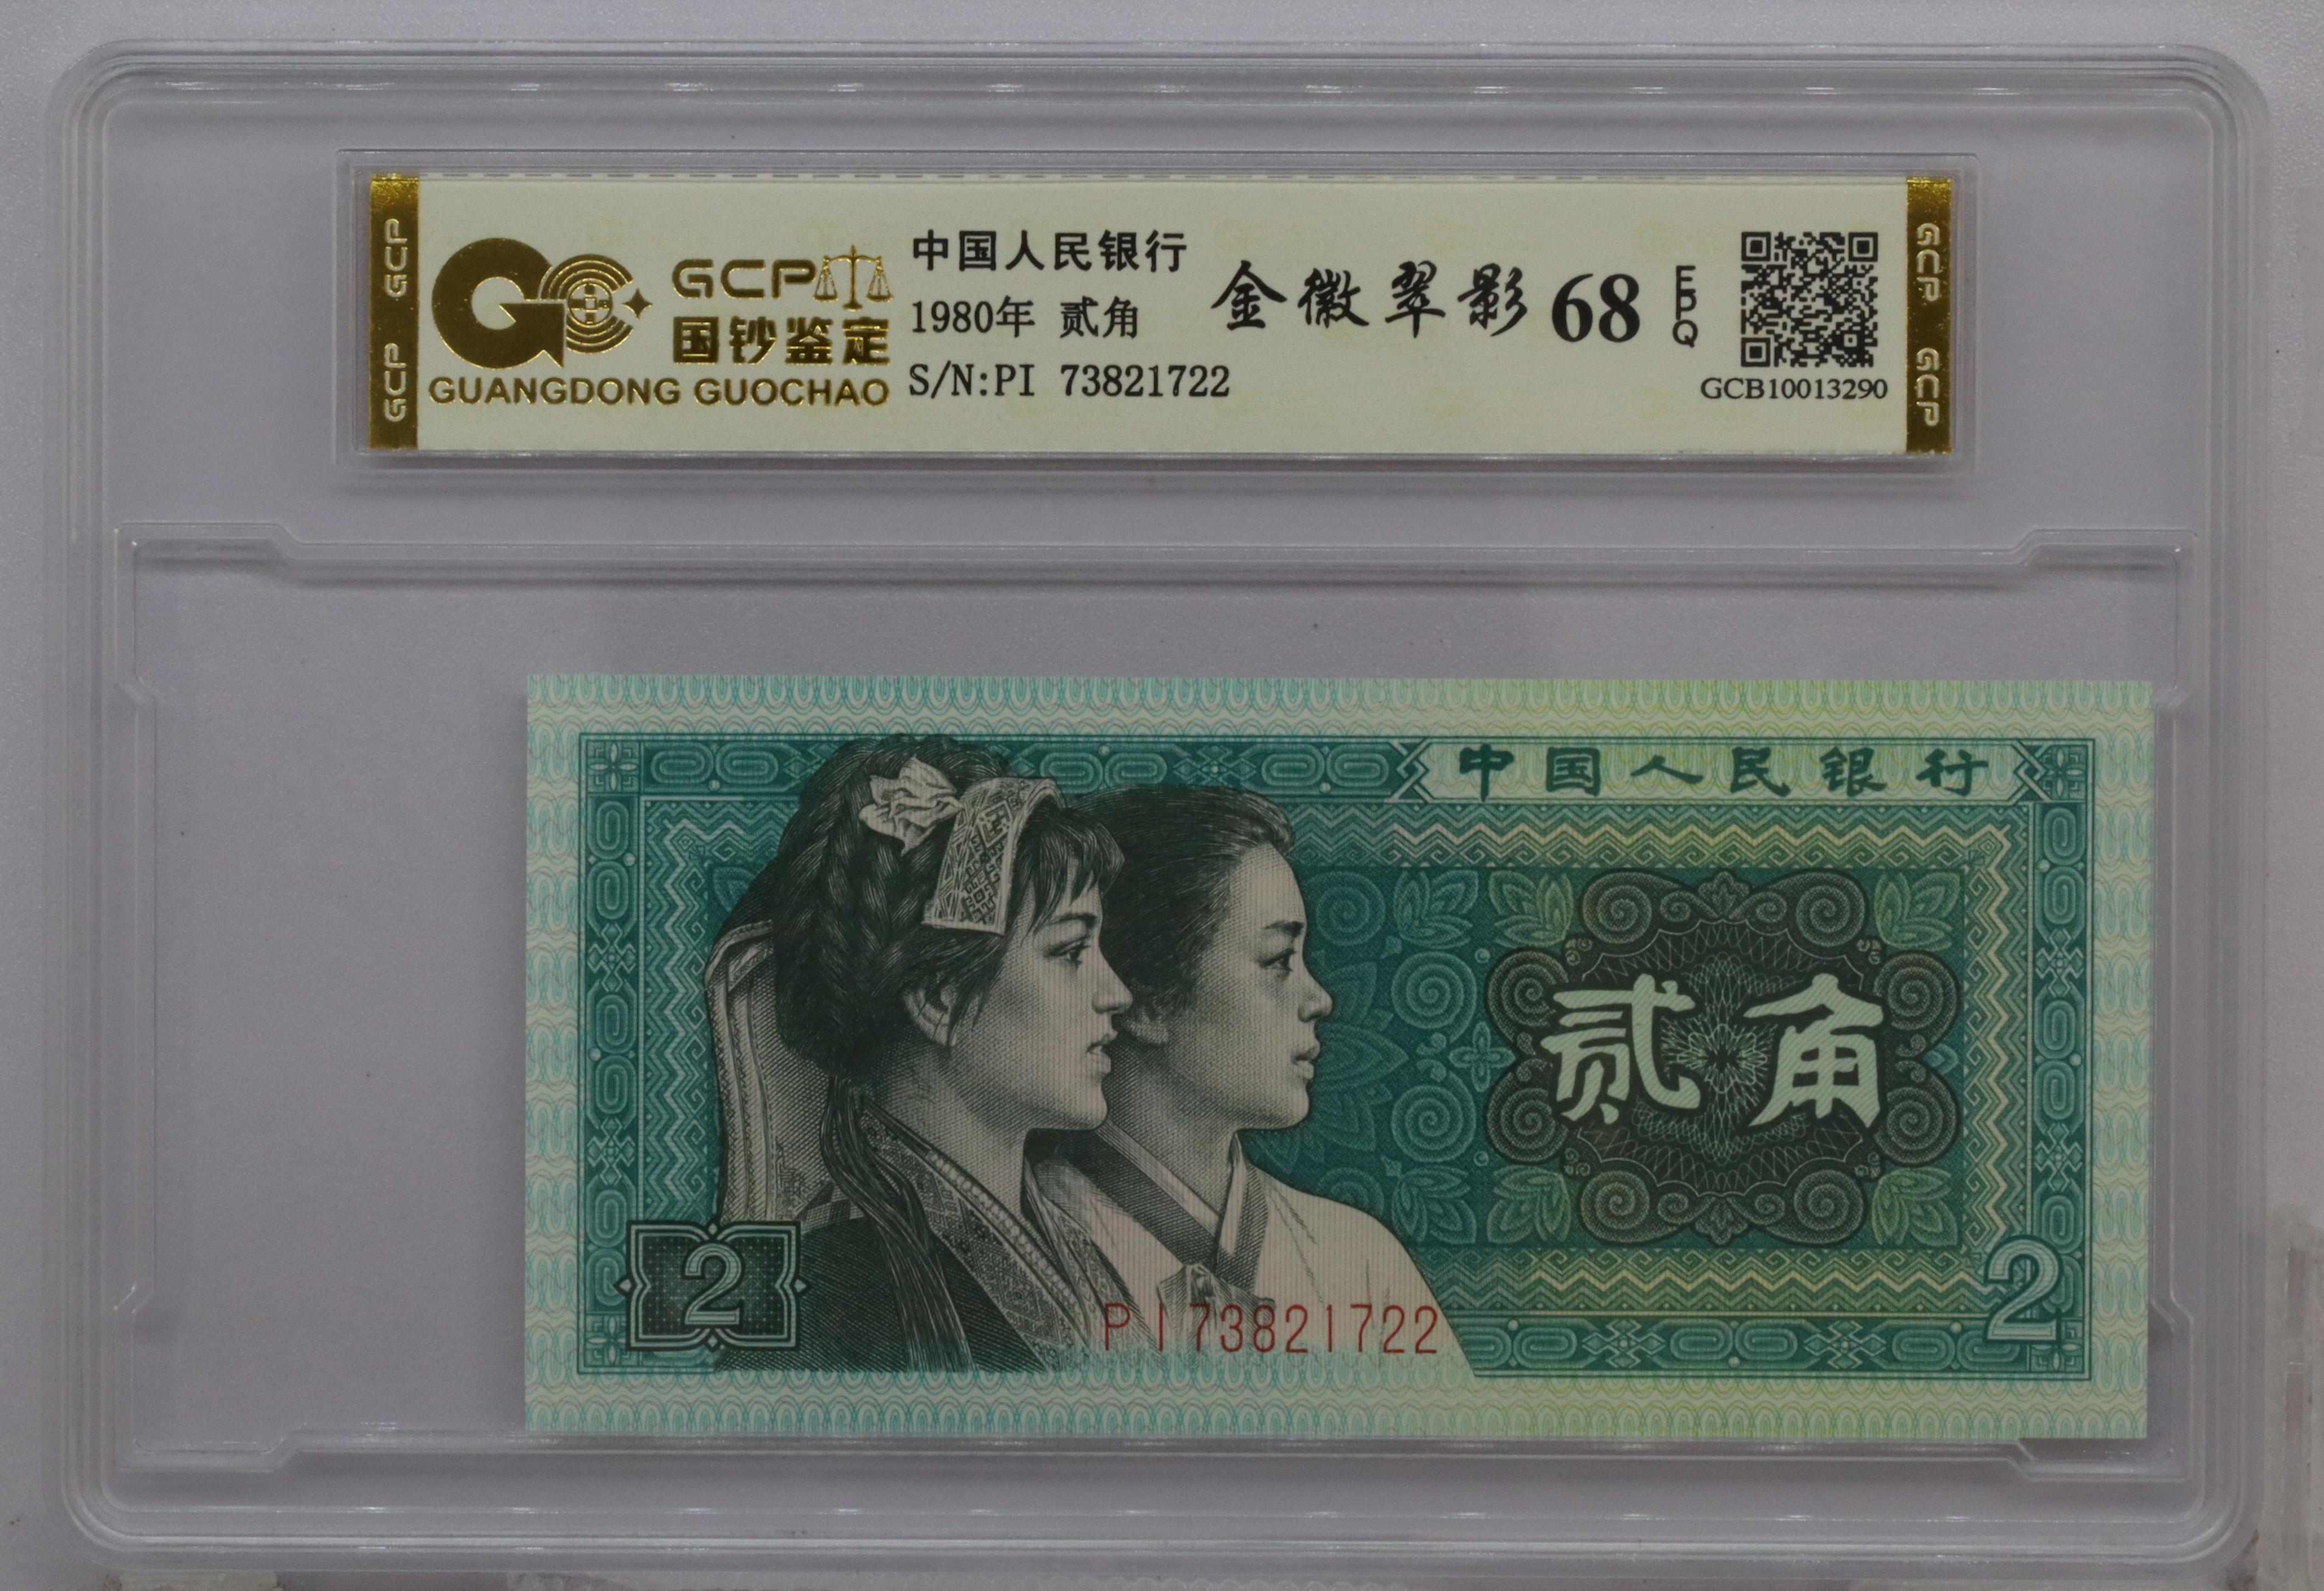 GCP GCP
GCP
国钞鉴定
GUANGDONG GUOCHAO
中国人民银行
1980年 贰角
S/N:PI 73821722
金徽翠影 68 EPQ
GCB10013290
GCP GCP
中国人民银行
贰角
2
2
PI73821722